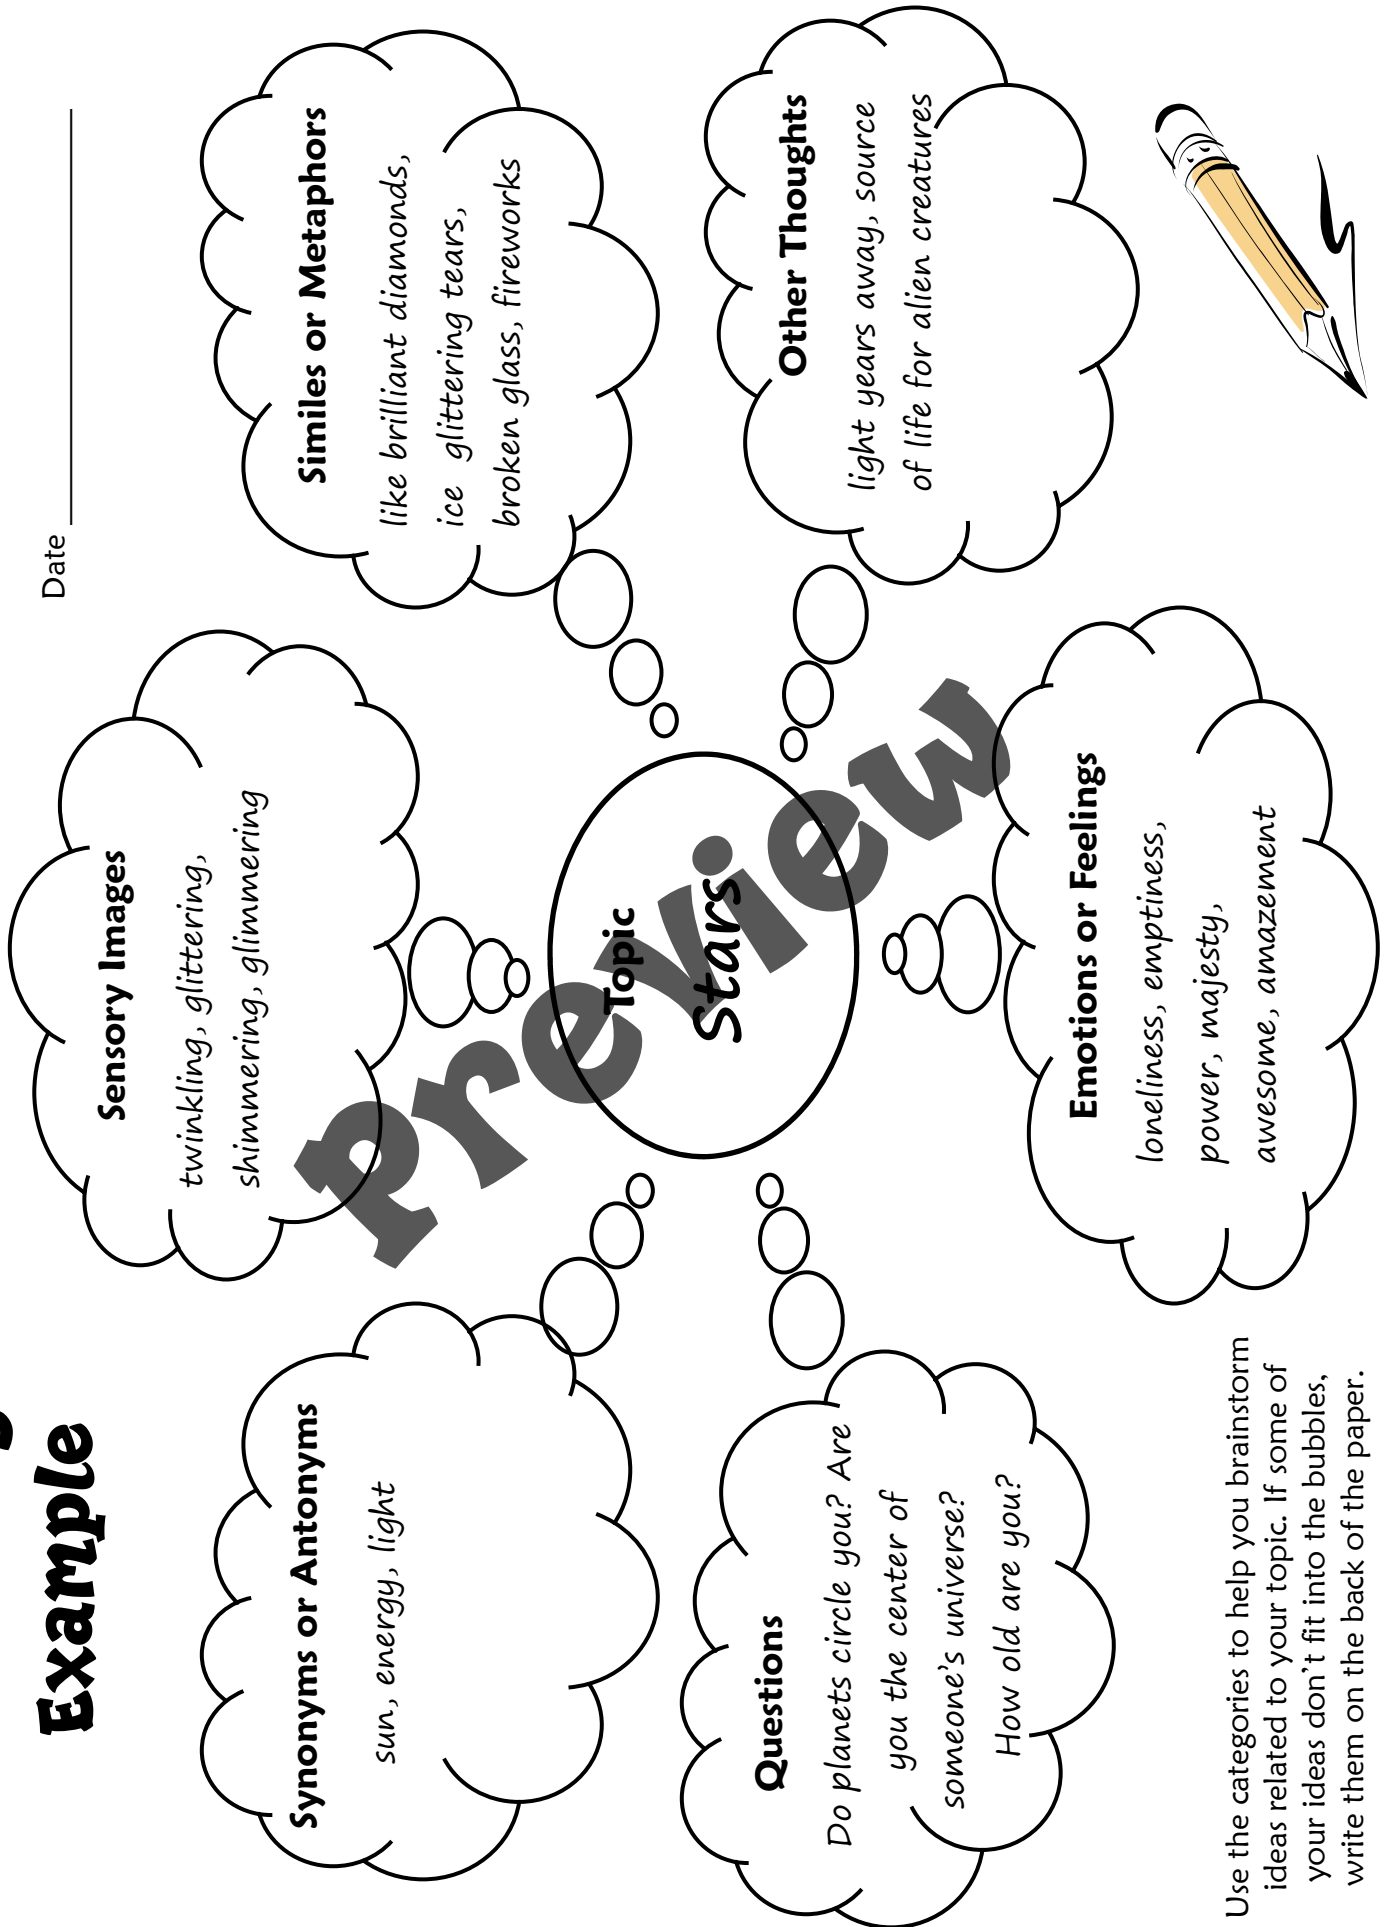 Example
Date
Synonyms or Antonyms
sun, energy, light
Sensory Images
twinkling, glittering,
shimmering, glimmering
Similes or Metaphors
like brilliant diamonds,
ice glittering tears,
broken glass, fireworks
Topic
Stars
Preview
Questions
Do planets circle you? Are
you the center of
someone's universe?
How old are you?
Emotions or Feelings
loneliness, emptiness,
power, majesty,
awesome, amazement
Other Thoughts
light years away, source
of life for alien creatures
Use the categories to help you brainstorm
ideas related to your topic. If some of
your ideas don't fit into the bubbles,
write them on the back of the paper.